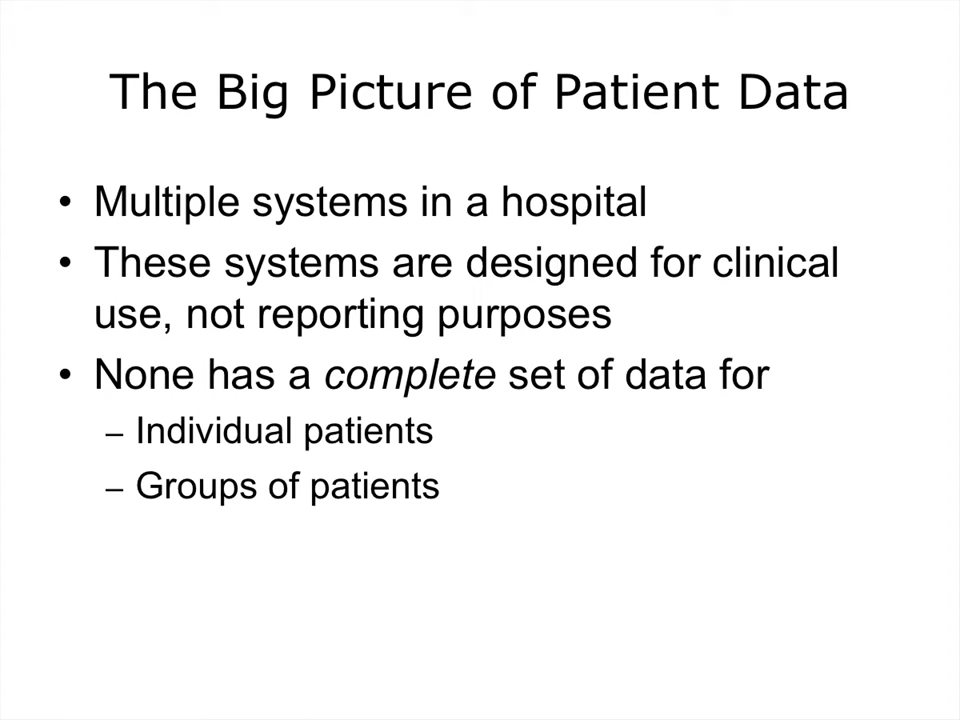 The Big Picture of Patient Data
• Multiple systems in a hospital
• These systems are designed for clinical
use, not reporting purposes
• None has a complete set of data for
– Individual patients
– Groups of patients